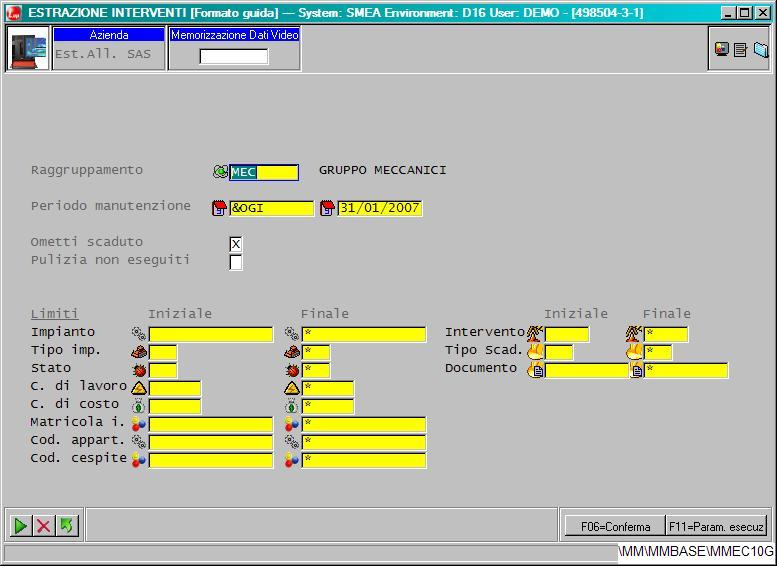 ESTRAZIONE INTERVENTI [Formato guida] --- System: SMEA Environment: D16 User: DEMO - [498504-3-1]
Azienda Memorizzazione Dati Video
Est.All. SAS
Raggruppamento MEC GRUPPO MECCANICI
Periodo manutenzione &OGI 31/01/2007
Ometti scaduto X
Pulizia non eseguiti
Limiti Iniziale Finale Iniziale Finale
Impianto * Intervento *
Tipo imp. * Tipo Scad. *
Stato * Documento *
C. di lavoro *
C. di costo *
Matricola i. *
Cod. appart. *
Cod. cespite *
F06=Conferma F11=Param. esecuz
\MM\MMBASE\MMEC10G